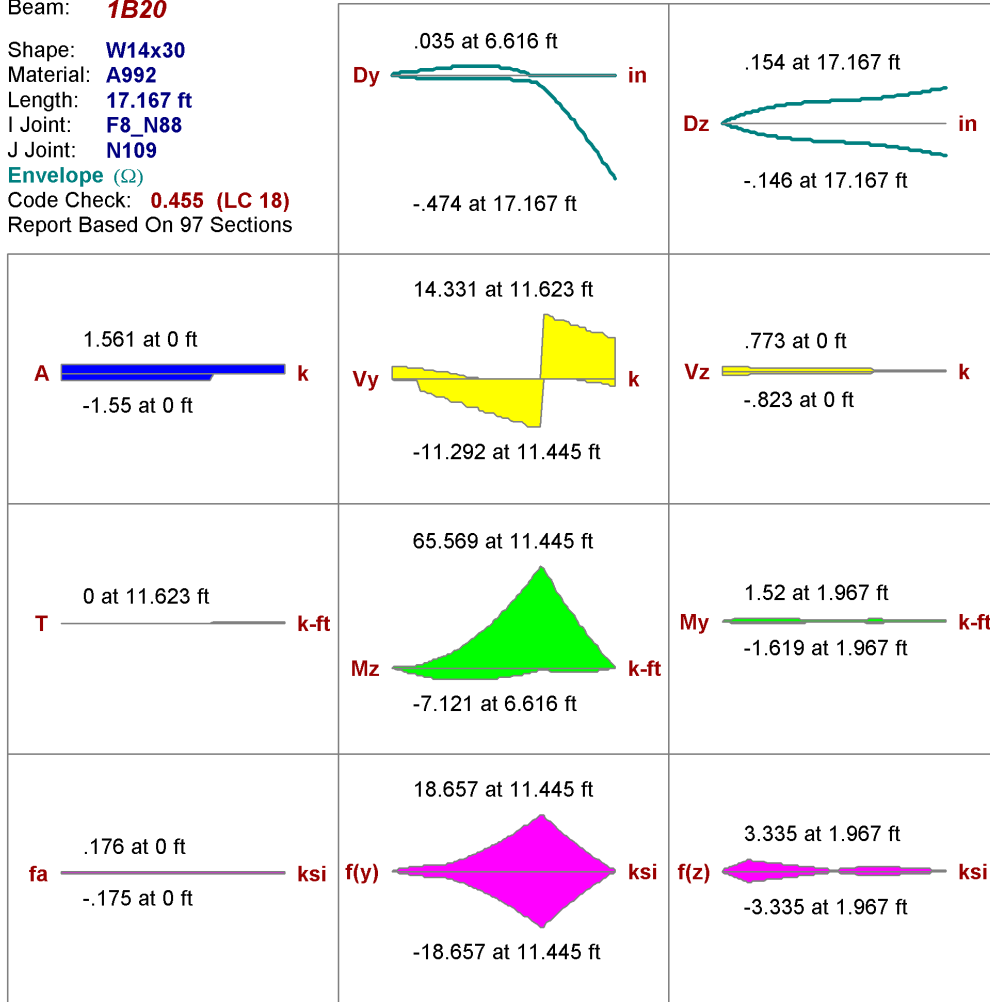 Beam: 1B20
Shape: W14x30
Material: A992
Length: 17.167 ft
I Joint: F8_N88
J Joint: N109
Envelope (Ω)
Code Check: 0.455 (LC 18)
Report Based On 97 Sections
.035 at 6.616 ft
Dy in
-.474 at 17.167 ft
.154 at 17.167 ft
Dz in
-.146 at 17.167 ft
1.561 at 0 ft
A k
-1.55 at 0 ft
14.331 at 11.623 ft
Vy k
-11.292 at 11.445 ft
.773 at 0 ft
Vz k
-.823 at 0 ft
0 at 11.623 ft
T k-ft
65.569 at 11.445 ft
Mz k-ft
-7.121 at 6.616 ft
1.52 at 1.967 ft
My k-ft
-1.619 at 1.967 ft
.176 at 0 ft
fa ksi
-.175 at 0 ft
18.657 at 11.445 ft
f(y) ksi
-18.657 at 11.445 ft
3.335 at 1.967 ft
f(z) ksi
-3.335 at 1.967 ft